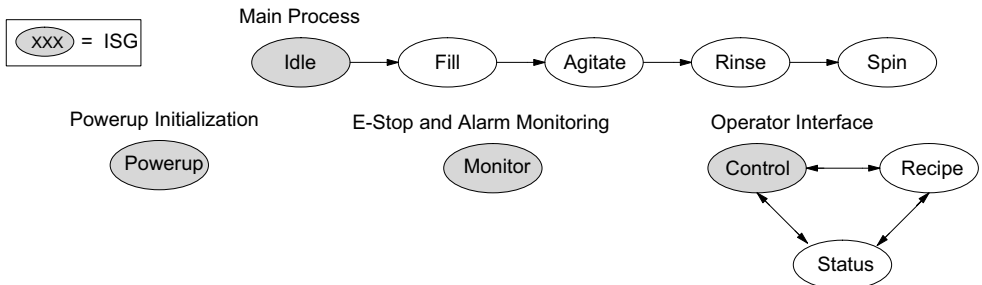 Main Process
xxx = ISG
Idle Fill Agitate Rinse Spin
Powerup Initialization E-Stop and Alarm Monitoring Operator Interface
Powerup Monitor Control Recipe
Status